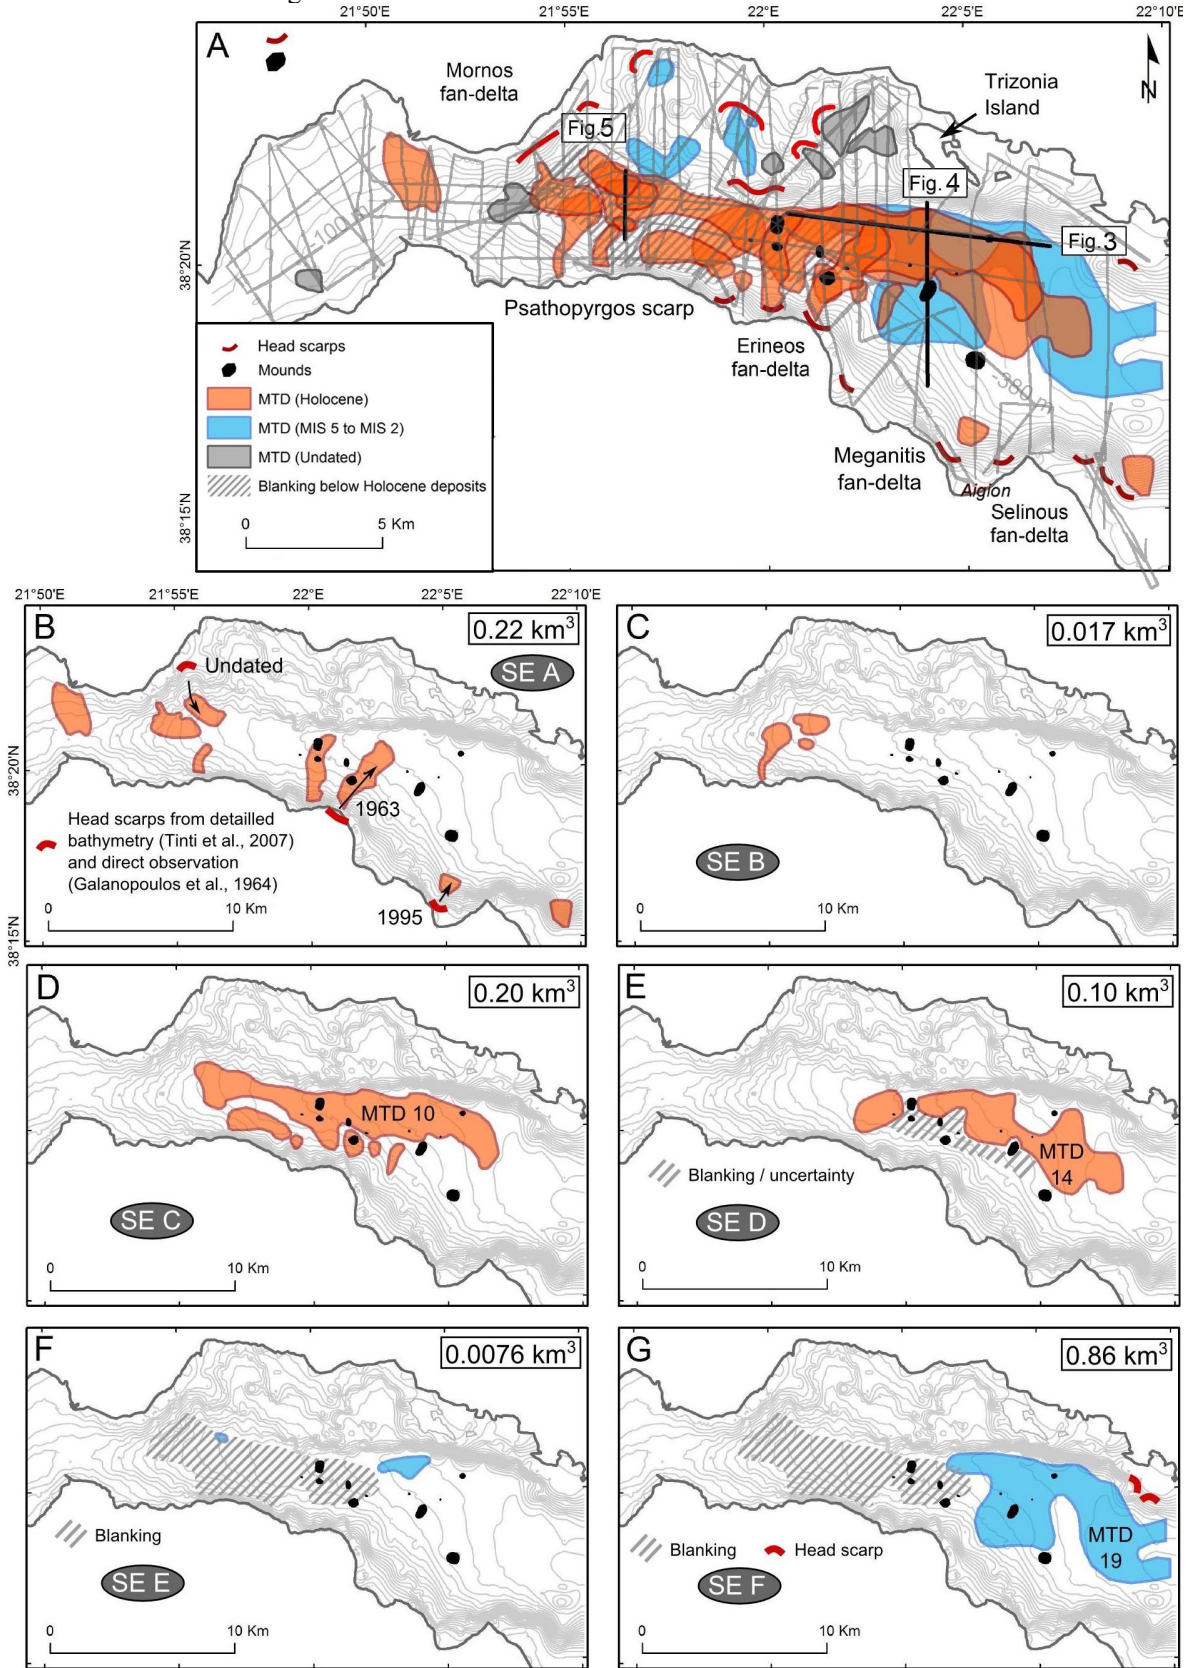 21°50'E 21°55'E 22°E 22°5'E 22°10'E
A
Mornos
fan-delta
Trizonia
Island
N
Fig.5
Fig. 4
Fig.3
-100 m
38°20'N
Psathopyrgos scarp
Erineos
fan-delta
-380 m
Head scarps
Mounds
MTD (Holocene)
MTD (MIS 5 to MIS 2)
MTD (Undated)
Blanking below Holocene deposits
0 5 Km
Meganitis
fan-delta
Aigion
Selinous
fan-delta
38°15'N
21°50'E 21°55'E 22°E 22°5'E 22°10'E
B
0.22 km³
SE A
Undated
38°20'N
1963
Head scarps from detailled
bathymetry (Tinti et al., 2007)
and direct observation
(Galanopoulos et al., 1964)
1995
0 10 Km
38°15'N
C
0.017 km³
SE B
0 10 Km
D
0.20 km³
MTD 10
SE C
0 10 Km
E
0.10 km³
MTD
14
Blanking / uncertainty
SE D
0 10 Km
F
0.0076 km³
Blanking
SE E
0 10 Km
G
0.86 km³
MTD
19
Blanking Head scarp
SE F
0 10 Km